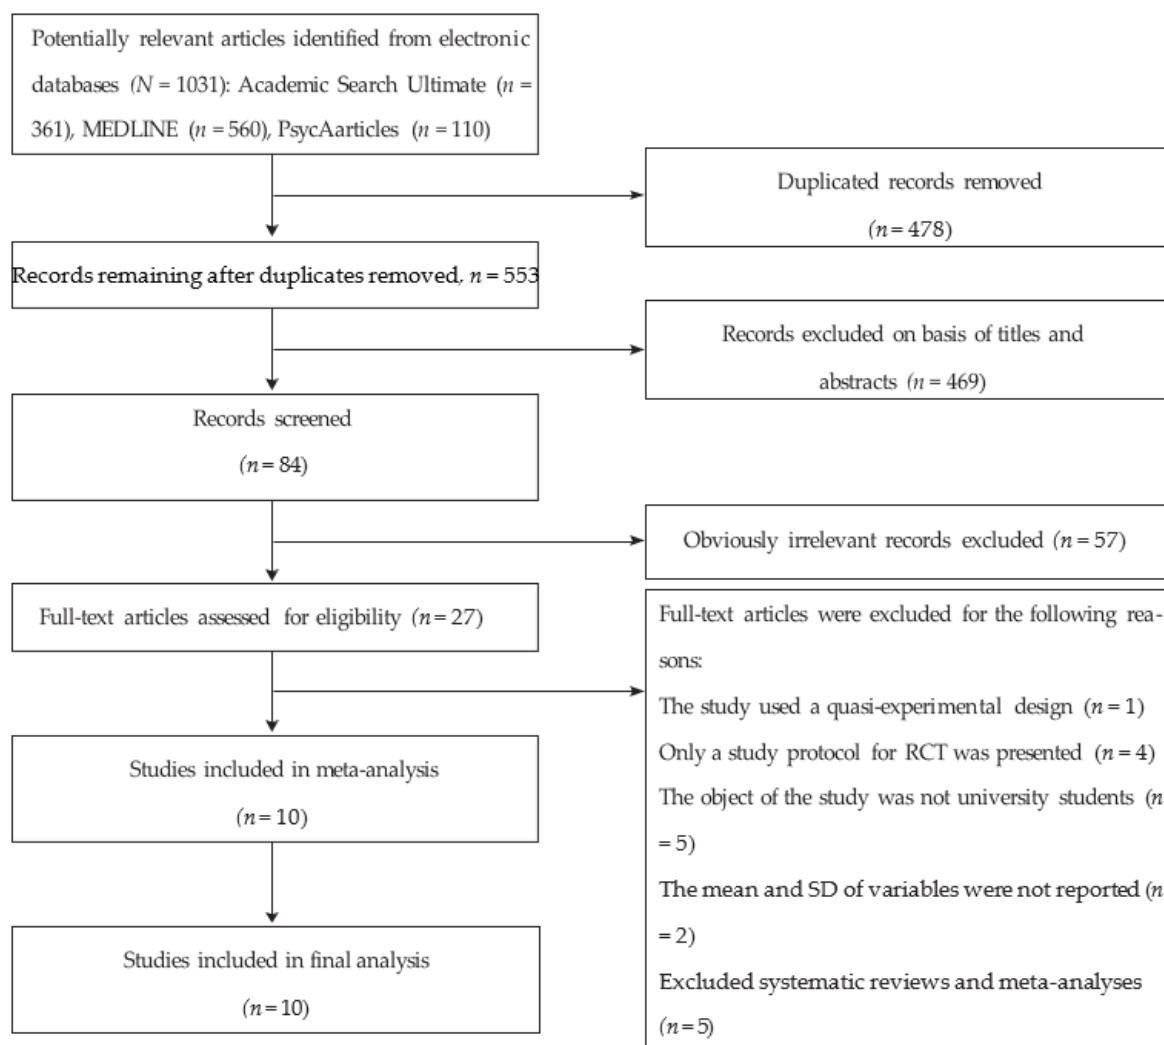 Potentially relevant articles identified from electronic
databases (N = 1031): Academic Search Ultimate (n =
361), MEDLINE (n = 560), PsycAarticles (n = 110)
Duplicated records removed
(n = 478)
Records remaining after duplicates removed, n = 553
Records excluded on basis of titles and
abstracts (n = 469)
Records screened
(n = 84)
Obviously irrelevant records excluded (n = 57)
Full-text articles assessed for eligibility (n = 27)
Full-text articles were excluded for the following rea-
sons:
The study used a quasi-experimental design (n = 1)
Only a study protocol for RCT was presented (n = 4)
The object of the study was not university students (n
= 5)
The mean and SD of variables were not reported (n
= 2)
Excluded systematic reviews and meta-analyses
(n = 5)
Studies included in meta-analysis
(n = 10)
Studies included in final analysis
(n = 10)